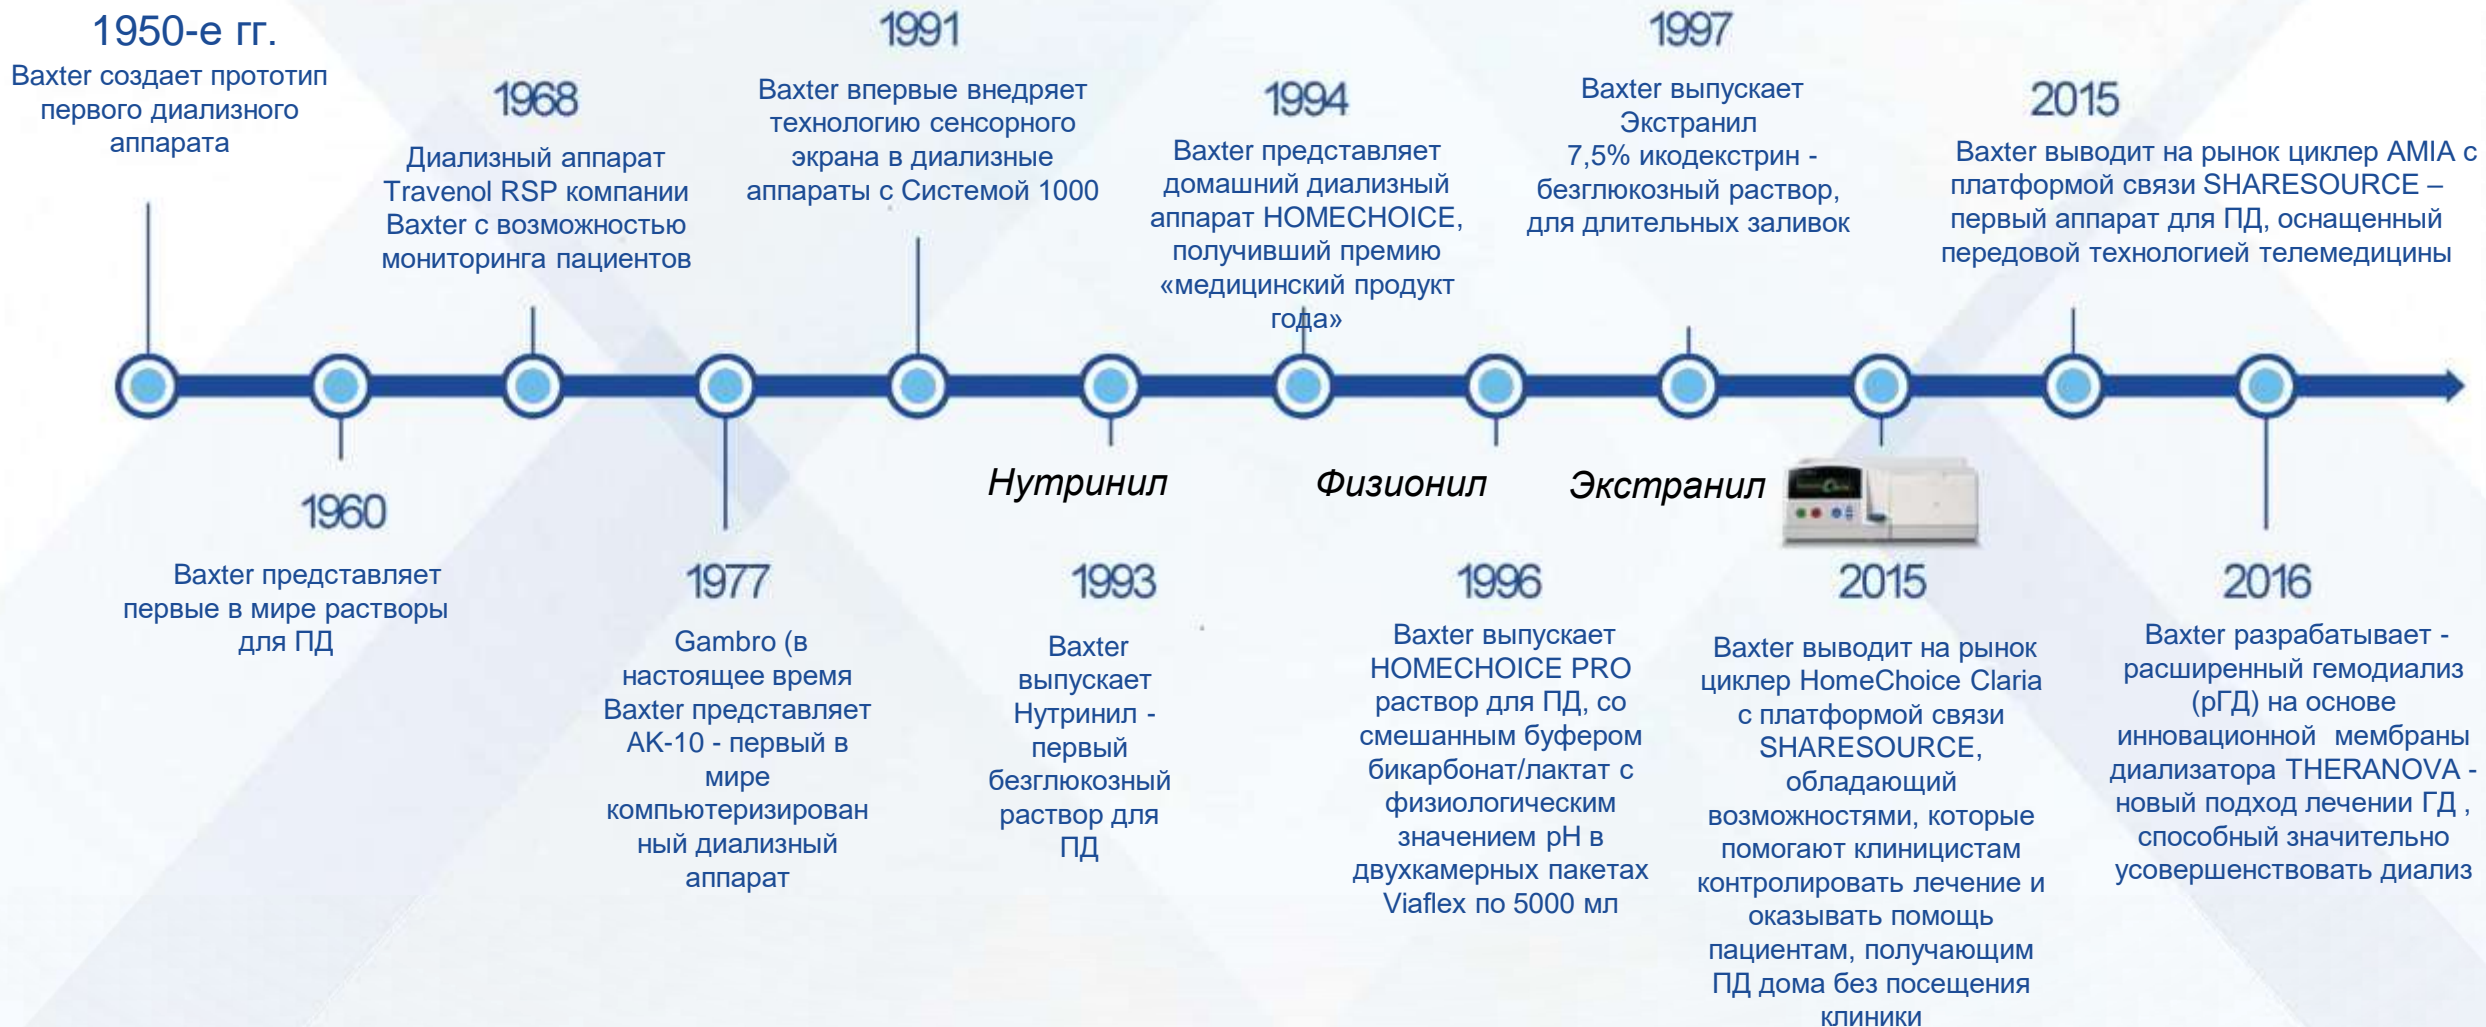 1950-е гг.
Baxter создает прототип
первого диализного
аппарата
1968
Диализный аппарат
Travenol RSP компании
Baxter с возможностью
мониторинга пациентов
1991
Baxter впервые внедряет
технологию сенсорного
экрана в диализные
аппараты с Системой 1000
1994
Baxter представляет
домашний диализный
аппарат HOMECHOICE,
получивший премию
«медицинский продукт
года»
1997
Baxter выпускает
Экстранил
7,5% икодекстрин -
безглюкозный раствор,
для длительных заливок
2015
Baxter выводит на рынок циклер AMIA с
платформой связи SHARESOURCE –
первый аппарат для ПД, оснащенный
передовой технологией телемедицины
1960
Baxter представляет
первые в мире растворы
для ПД
1977
Gambro (в
настоящее время
Baxter представляет
AK-10 - первый в
мире
компьютеризирован
ный диализный
аппарат
Нутринил
1993
Baxter
выпускает
Нутринил -
первый
безглюкозный
раствор для
ПД
Физионил
1996
Baxter выпускает
HOMECHOICE PRO
раствор для ПД, со
смешанным буфером
бикарбонат/лактат с
физиологическим
значением pH в
двухкамерных пакетах
Viaflex по 5000 мл
Экстранил
2015
Baxter выводит на рынок
циклер HomeChoice Claria
с платформой связи
SHARESOURCE,
обладающий
возможностями, которые
помогают клиницистам
контролировать лечение и
оказывать помощь
пациентам, получающим
ПД дома без посещения
клиники
2016
Baxter разрабатывает -
расширенный гемодиализ
(рГД) на основе
инновационной мембраны
диализатора THERANOVA -
новый подход лечении ГД ,
способный значительно
усовершенствовать диализ